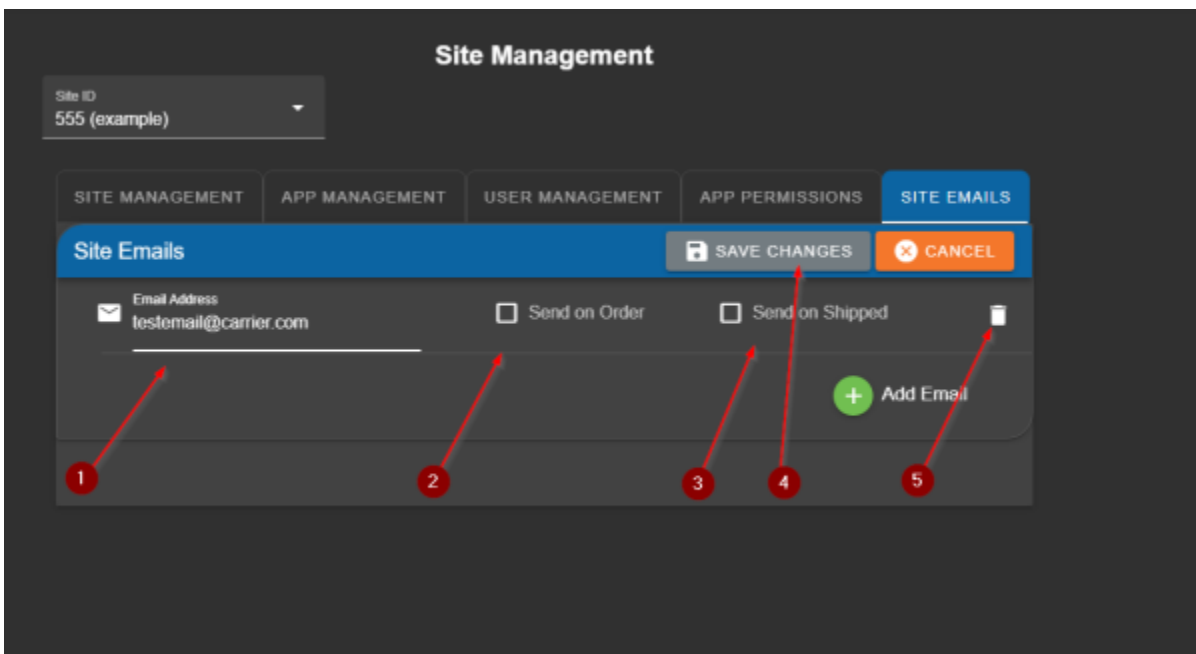 Site Management
Site ID
555 (example)
SITE MANAGEMENT APP MANAGEMENT USER MANAGEMENT APP PERMISSIONS SITE EMAILS
Site Emails SAVE CHANGES CANCEL
Email Address
testemail@carrier.com Send on Order Send on Shipped
Add Email
1 2 3 4 5